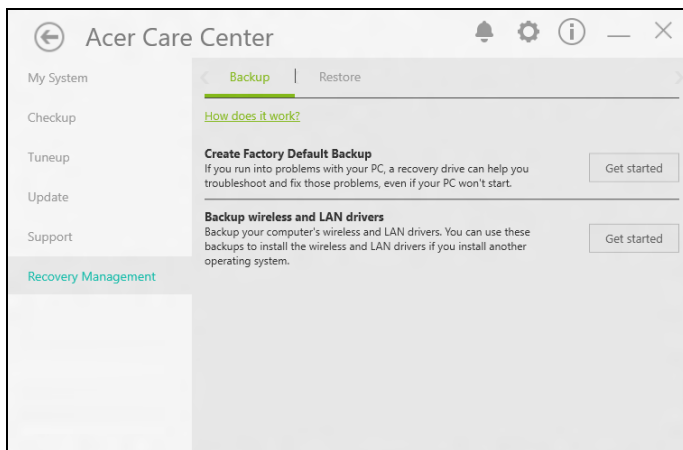 Acer Care Center
My System
Checkup
Tuneup
Update
Support
Recovery Management
Backup | Restore
How does it work?
Create Factory Default Backup
If you run into problems with your PC, a recovery drive can help you
troubleshoot and fix those problems, even if your PC won't start.
Get started
Backup wireless and LAN drivers
Backup your computer's wireless and LAN drivers. You can use these
backups to install the wireless and LAN drivers if you install another
operating system.
Get started